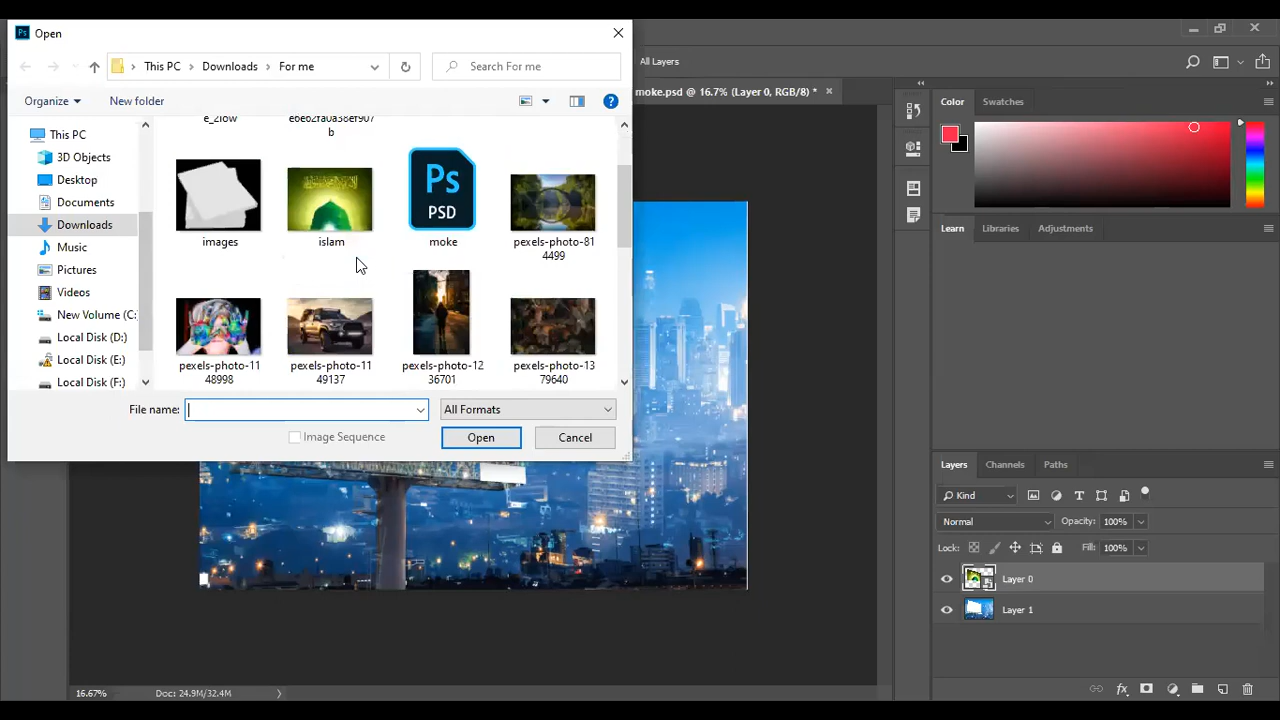 Open
This PC > Downloads > For me
Search For me
All Layers
Organize
New folder
moke.psd @ 16.7% (Layer 0, RGB/8) *
Color
Swatches
This PC
3D Objects
Desktop
Documents
Downloads
Music
Pictures
Videos
New Volume (C:
Local Disk (D:)
Local Disk (E:)
Local Disk (F:)
e_2low
e6e62fa0a38ef907
b
Ps
PSD
images
islam
moke
pexels-photo-81
4499
pexels-photo-11
48998
pexels-photo-11
49137
pexels-photo-12
36701
pexels-photo-13
79640
File name:
All Formats
Image Sequence
Open
Cancel
Learn
Libraries
Adjustments
Layers
Channels
Paths
Kind
Normal
Opacity: 100%
Lock:
Fill: 100%
Layer 0
Layer 1
16.67%
Doc: 24.9M/32.4M